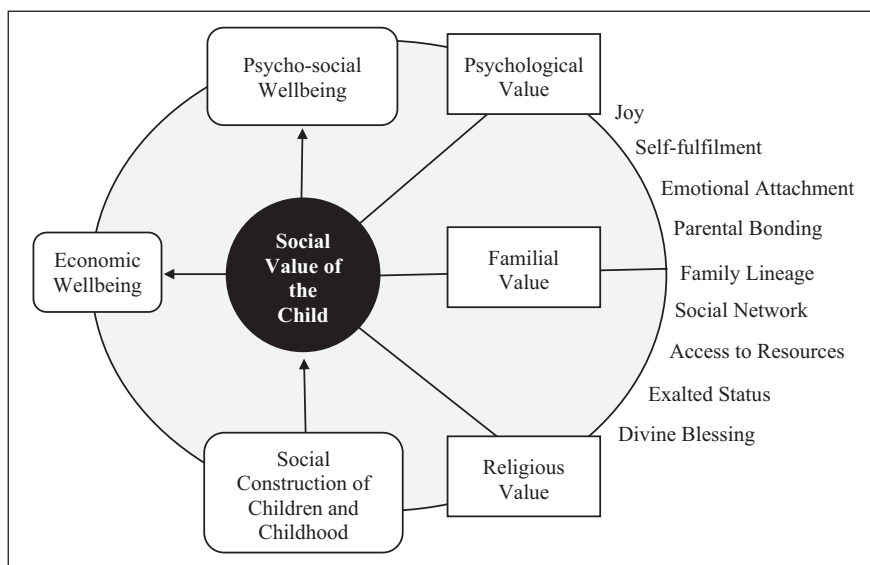 Psycho-social
Wellbeing
Psychological
Value
Joy
Self-fulfilment
Emotional Attachment
Parental Bonding
Economic
Wellbeing
Social
Value of
the
Child
Familial
Value
Family Lineage
Social Network
Access to Resources
Exalted Status
Divine Blessing
Social
Construction of
Children and
Childhood
Religious
Value